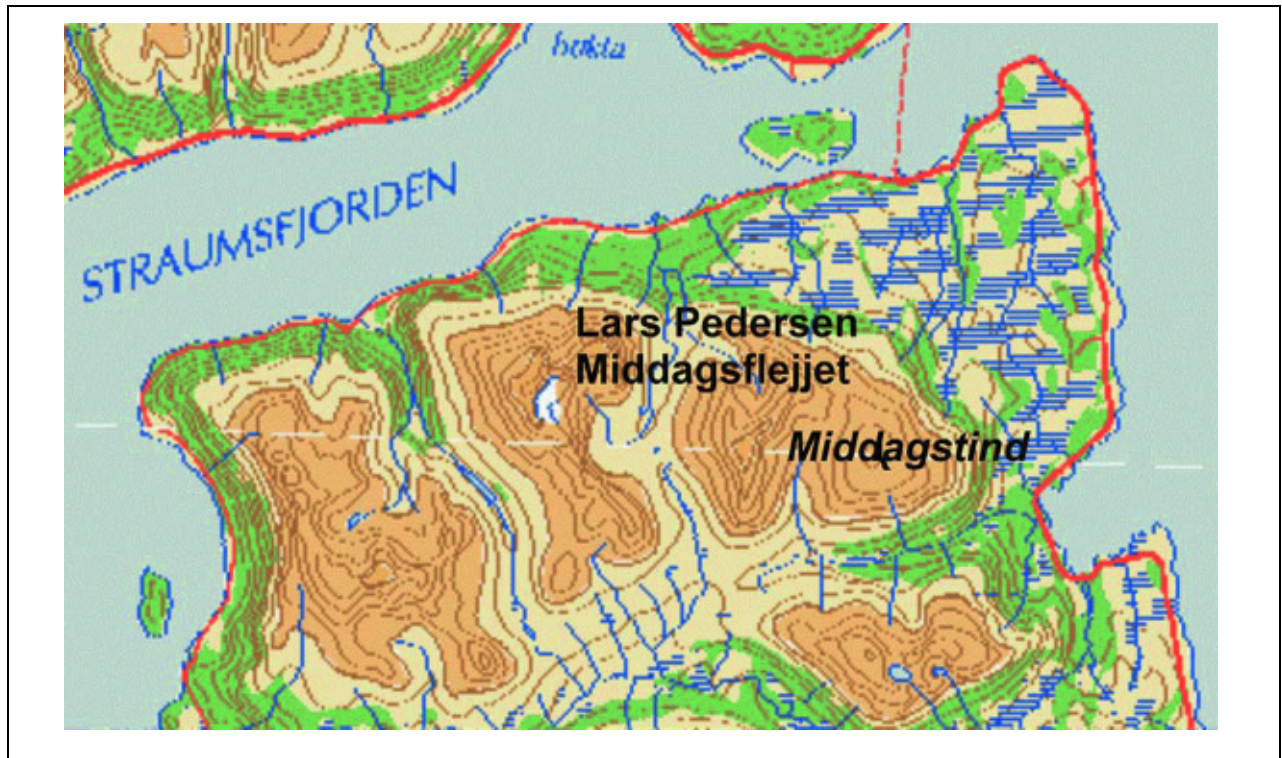 bukta
STRAUMSFJORDEN
Lars Pedersen
Middagsflejjet
Middagstind